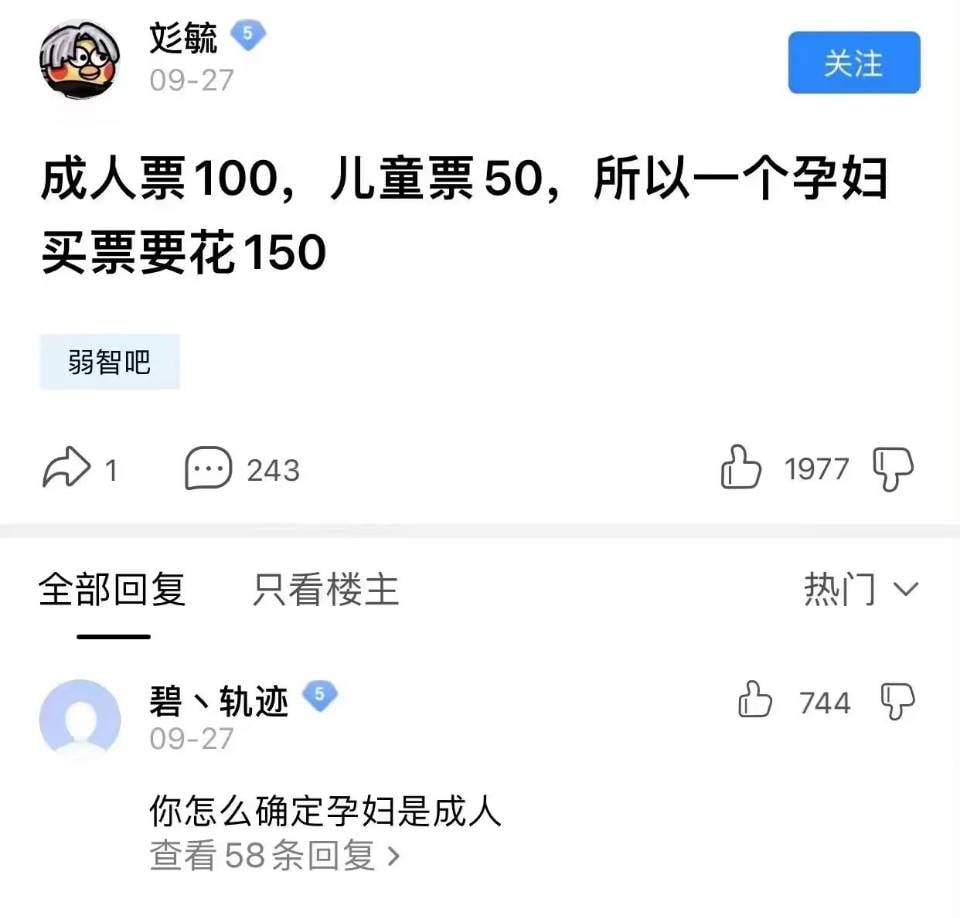 彣毓 5
09-27
关注
成人票100，儿童票50，所以一个孕妇
买票要花150
弱智吧
1 243 1977
全部回复 只看楼主 热门
碧丶轨迹 5
744
09-27
你怎么确定孕妇是成人
查看58条回复 >